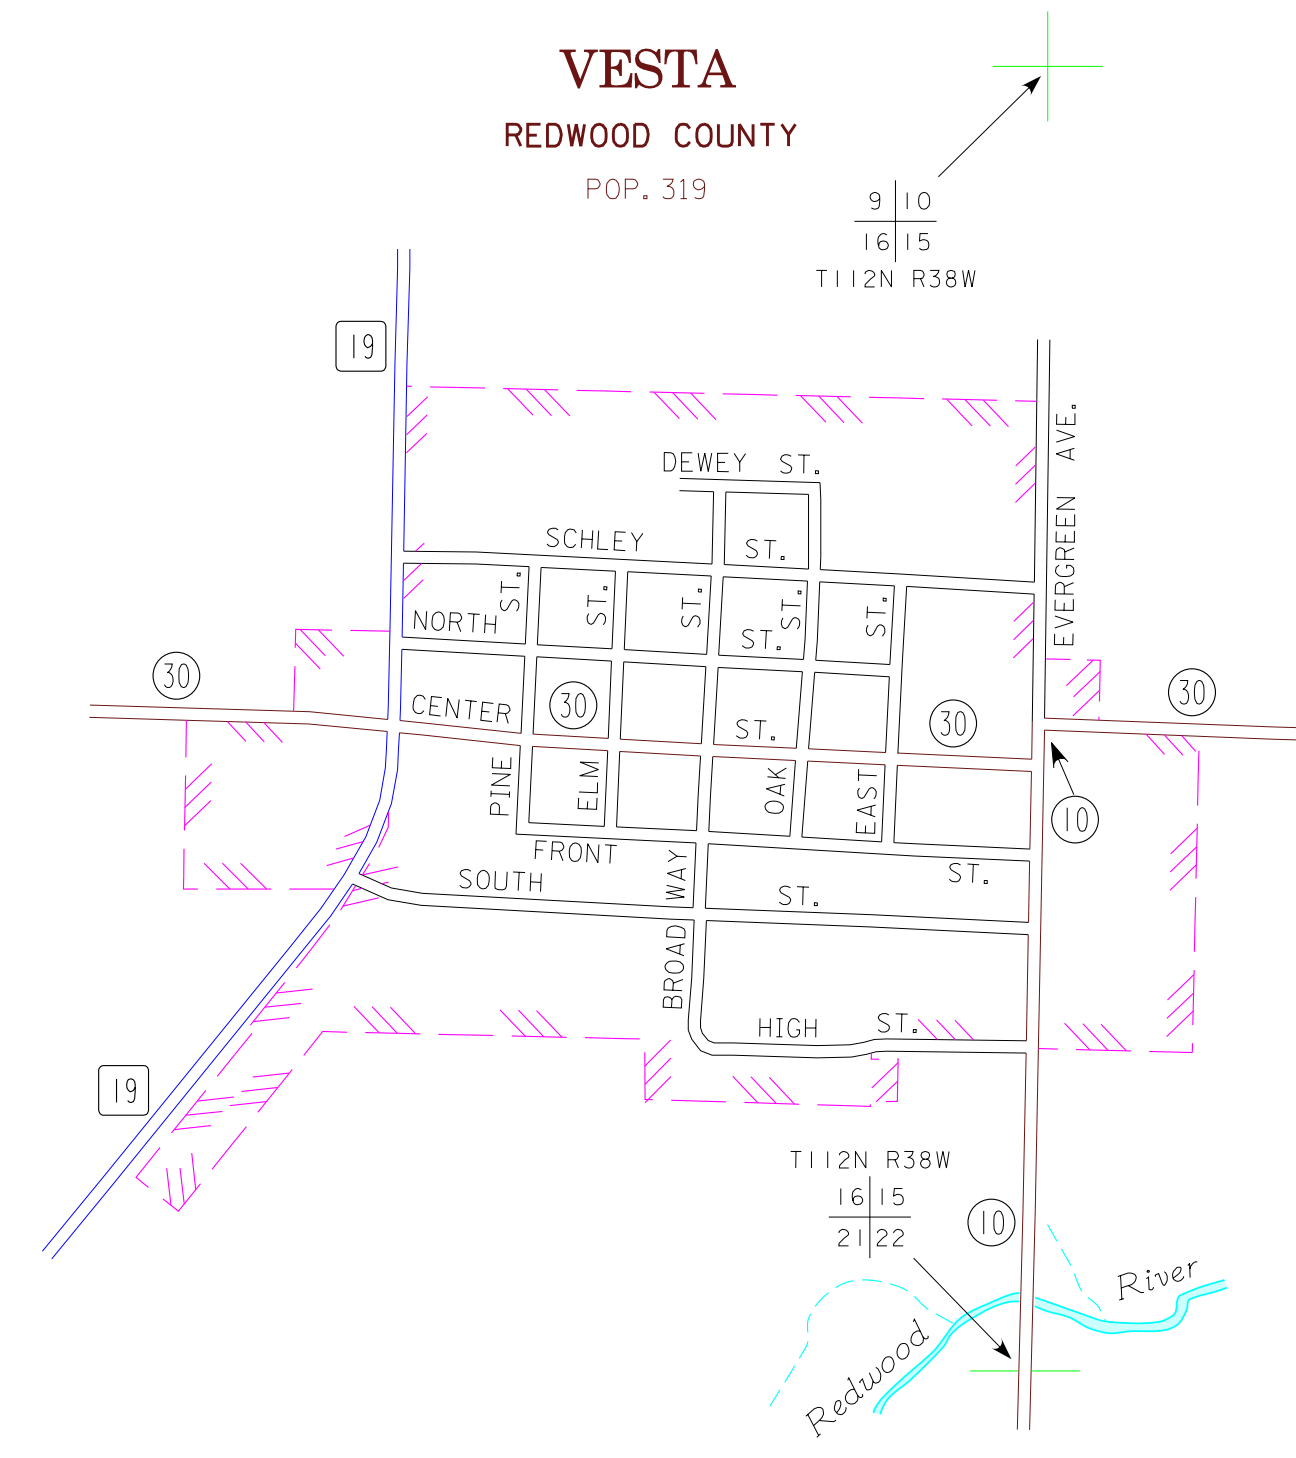 VESTA
REDWOOD COUNTY
POP. 319
9 10
16 15
T112N R38W
19
EVERGREEN AVE.
DEWEY ST.
SCHLEY ST.
NORTH ST.
ST.
ST.
ST.
ST.
ST.
30
CENTER ST.
30
30
30
PINE
ELM
OAK
EAST
10
FRONT ST.
SOUTH ST.
BROAD WAY
HIGH ST.
19
T112N R38W
16 15
21 22
10
Redwood River